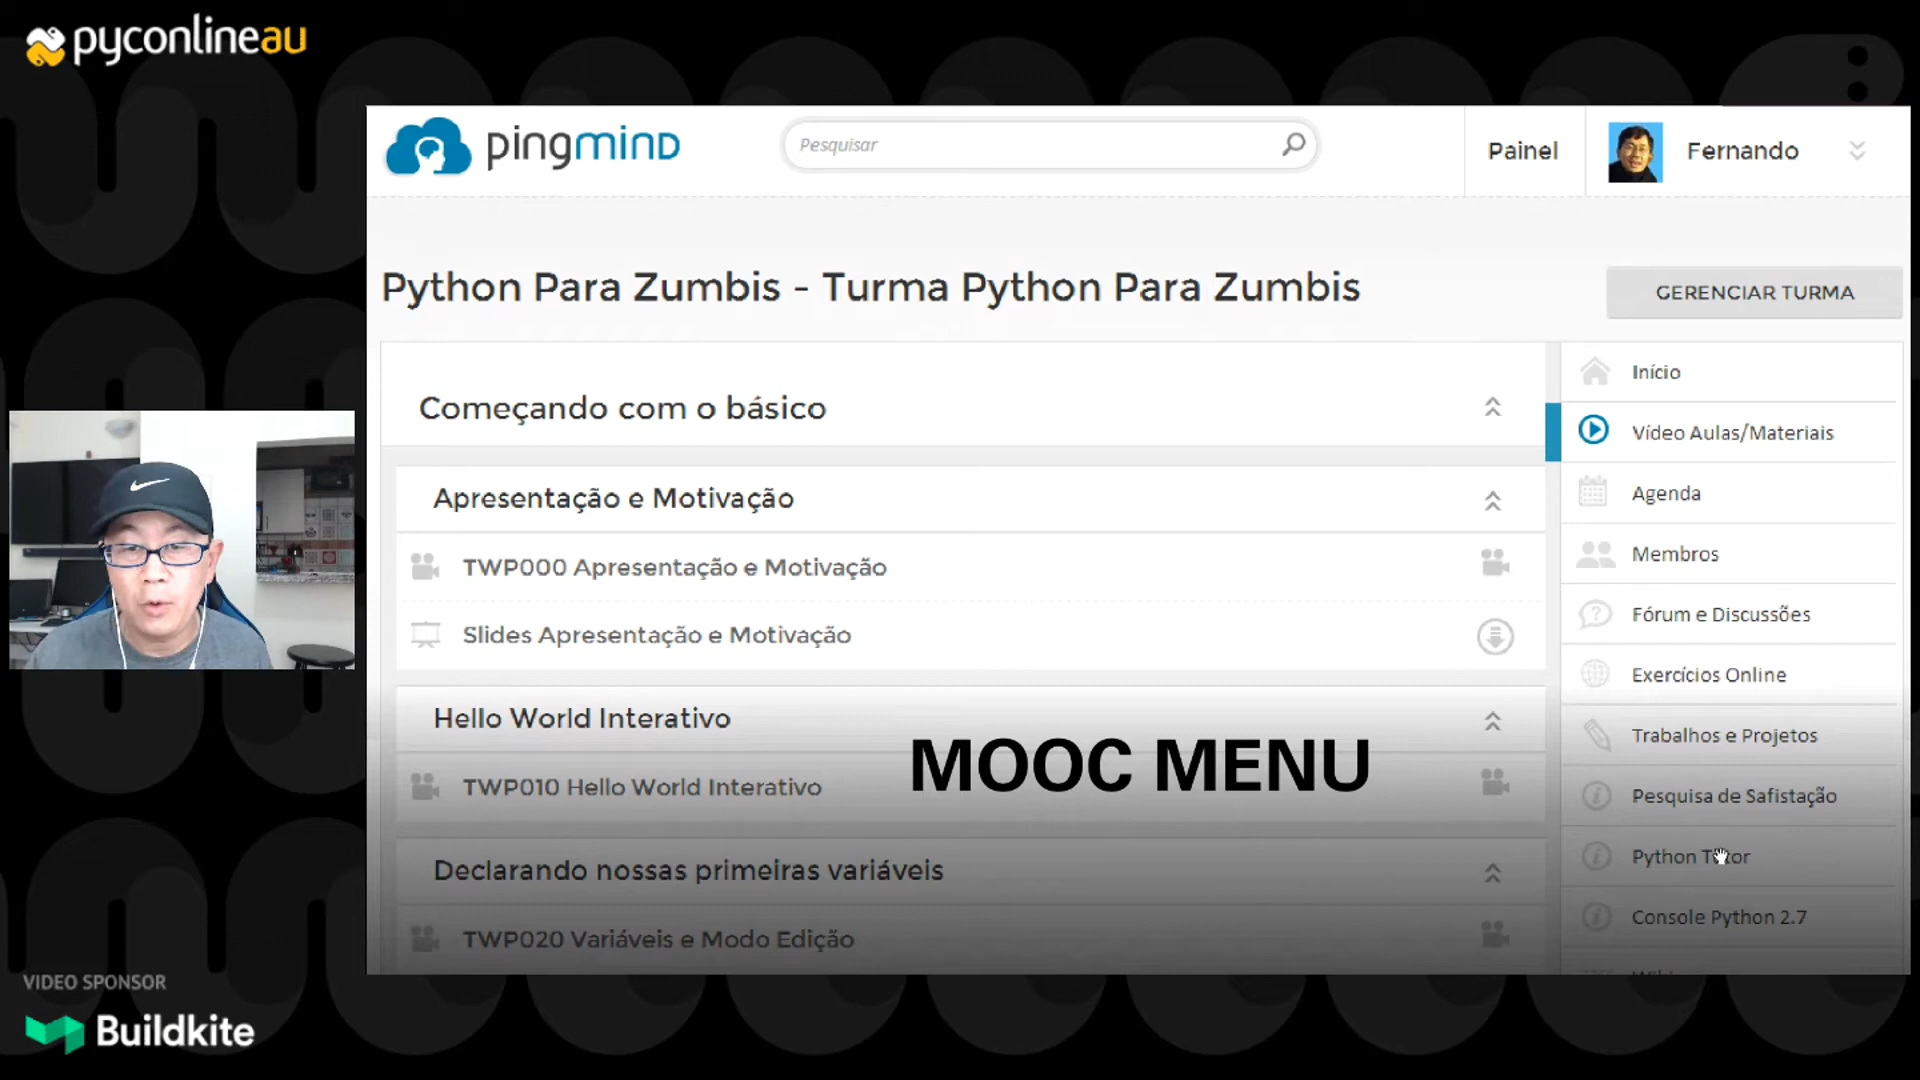 pyconlineau
pingmind
Pesquisar
Painel
Fernando
Python Para Zumbis - Turma Python Para Zumbis
GERENCIAR TURMA
Começando com o básico
Apresentação e Motivação
TWP000 Apresentação e Motivação
Slides Apresentação e Motivação
Hello World Interativo
TWP010 Hello World Interativo
Declarando nossas primeiras variáveis
TWP020 Variáveis e Modo Edição
MOOC MENU
Início
Vídeo Aulas/Materiais
Agenda
Membros
Fórum e Discussões
Exercícios Online
Trabalhos e Projetos
Pesquisa de Safistação
Python Tutor
Console Python 2.7
VIDEO SPONSOR
Buildkite